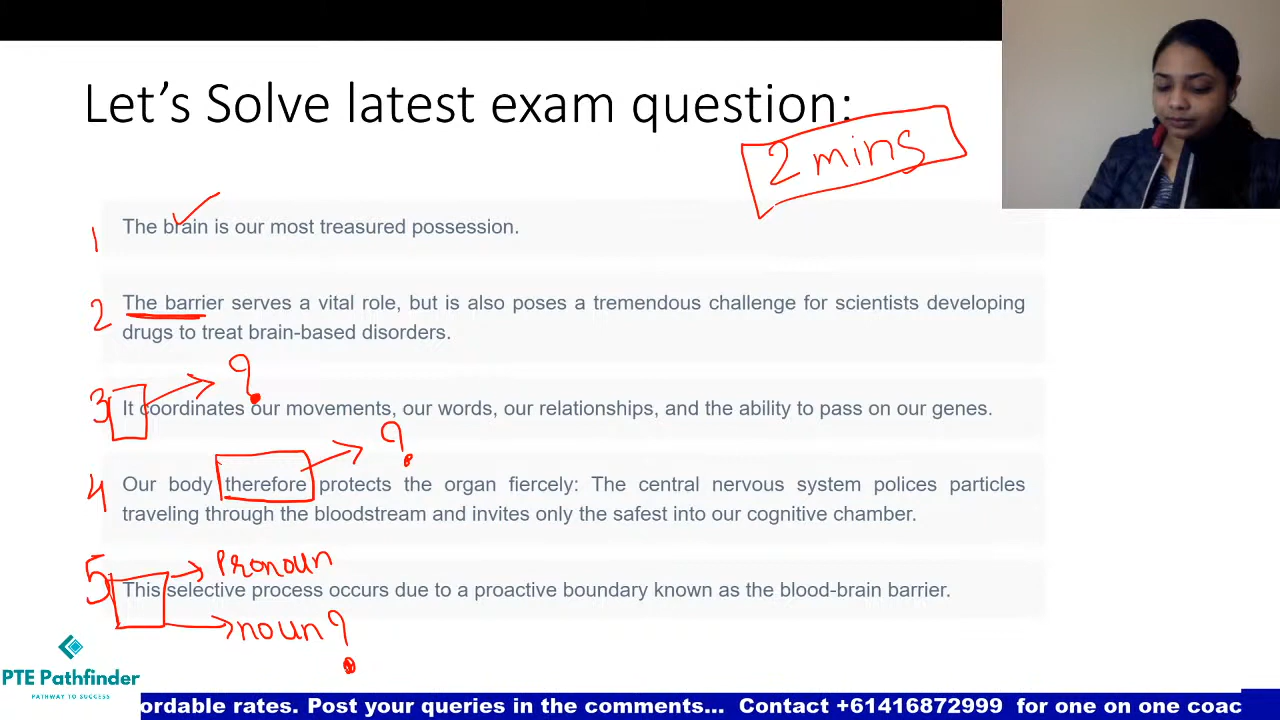 Let's Solve latest exam question:
2 mins
1
The brain is our most treasured possession.
2
The barrier serves a vital role, but is also poses a tremendous challenge for scientists developing
drugs to treat brain-based disorders.
?
3
It coordinates our movements, our words, our relationships, and the ability to pass on our genes.
?
4
Our body therefore protects the organ fiercely: The central nervous system polices particles
traveling through the bloodstream and invites only the safest into our cognitive chamber.
Pronoun
5
This selective process occurs due to a proactive boundary known as the blood-brain barrier.
noun?
PTE Pathfinder
PATHWAY TO SUCCESS
ordable rates. Post your queries in the comments... Contact +61416872999 for one on one coac